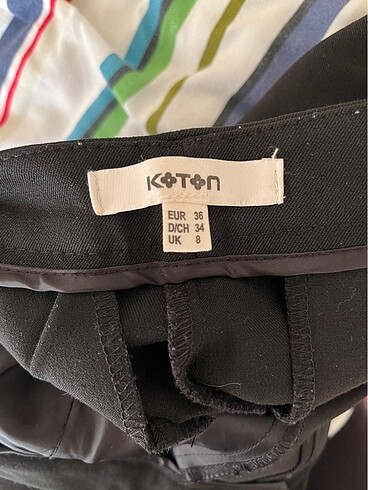 KOTON
EUR 36
D/CH 34
UK 8